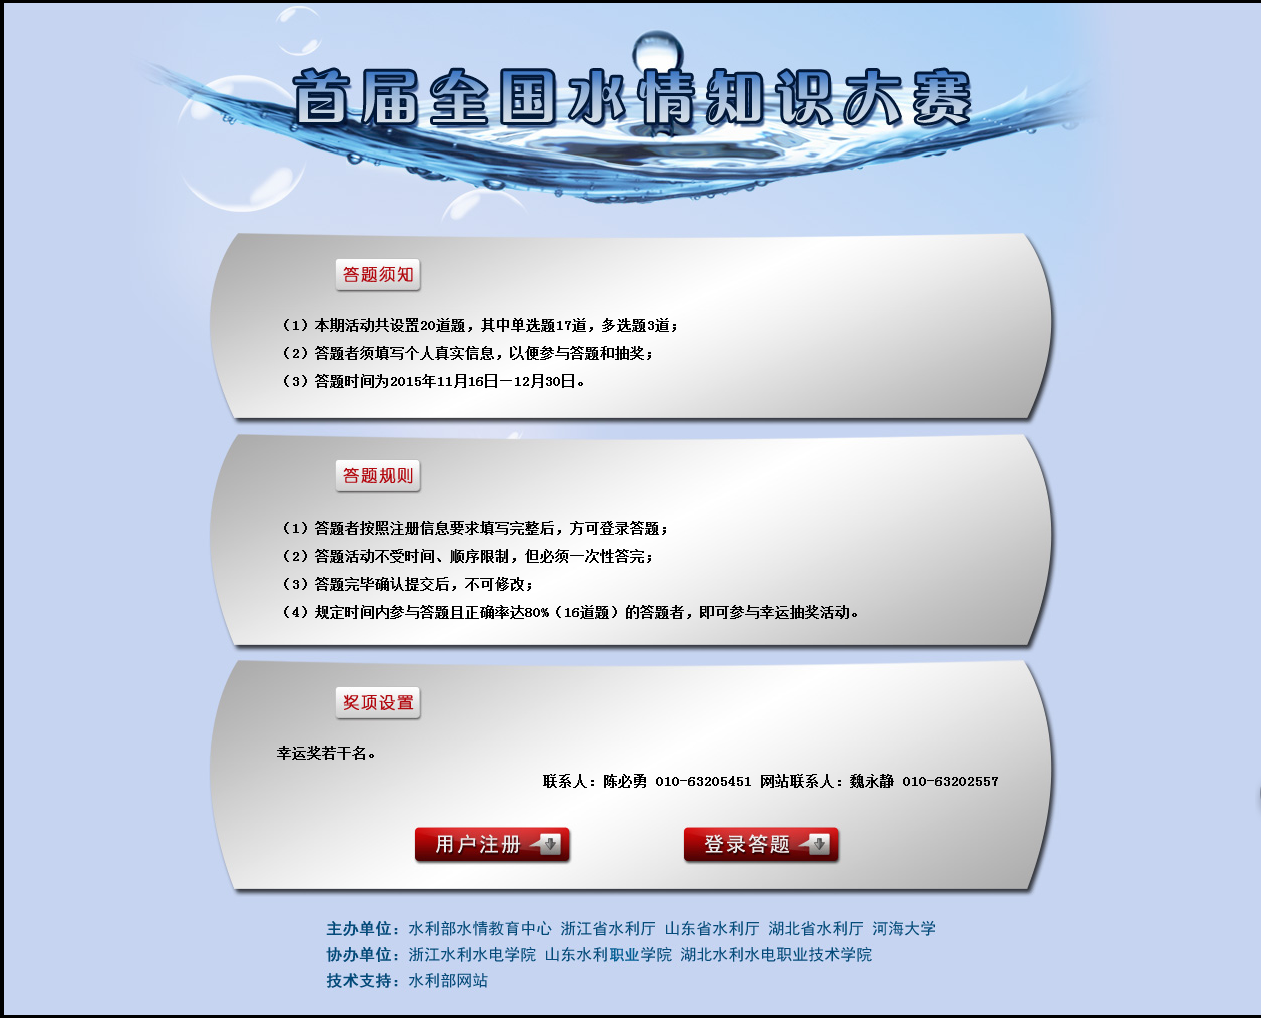 首届全国水情知识大赛
答题须知
（1）本期活动共设置20道题，其中单选题17道，多选题3道；
（2）答题者须填写个人真实信息，以便参与答题和抽奖；
（3）答题时间为2015年11月16日—12月30日。
答题规则
（1）答题者按照注册信息要求填写完整后，方可登录答题；
（2）答题活动不受时间、顺序限制，但必须一次性答完；
（3）答题完毕确认提交后，不可修改；
（4）规定时间内参与答题且正确率达80%（16道题）的答题者，即可参与幸运抽奖活动。
奖项设置
幸运奖若干名。
联系人：陈必勇 010-63205451 网站联系人：魏永静 010-63202557
用户注册 登录答题
主办单位：水利部水情教育中心 浙江省水利厅 山东省水利厅 湖北省水利厅 河海大学
协办单位：浙江水利水电学院 山东水利职业学院 湖北水利水电职业技术学院
技术支持：水利部网站